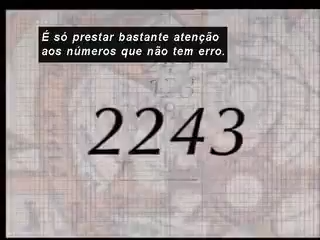 É só prestar bastante atenção
aos números que não tem erro.
2243